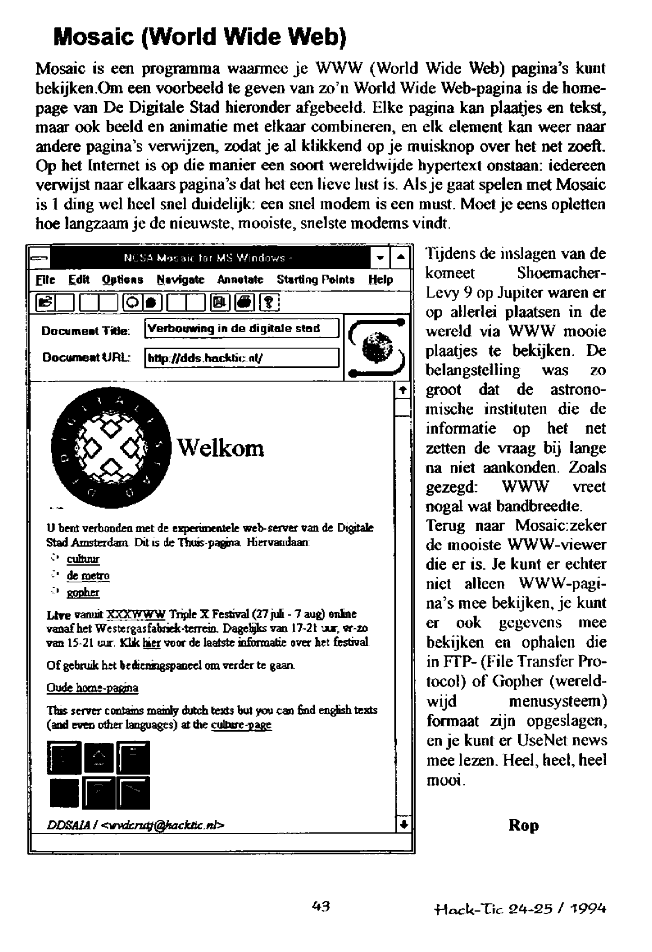 Mosaic (World Wide Web)
Mosaic is een programma waarmee je WWW (World Wide Web) pagina's kunt
bekijken.Om een voorbeeld te geven van zo'n World Wide Web-pagina is de home-
page van De Digitale Stad hieronder afgebeeld. Elke pagina kan plaatjes en tekst,
maar ook beeld en animatie met elkaar combineren, en elk element kan weer naar
andere pagina's verwijzen, zodat je al klikkend op je muisknop over het net zoeft.
Op het Internet is op die manier een soort wereldwijde hypertext onstaan: iedereen
verwijst naar elkaars pagina's dat het een lieve lust is. Als je gaat spelen met Mosaic
is 1 ding wel heel snel duidelijk: een snel modem is een must. Moet je eens opletten
hoe langzaam je de nieuwste, mooiste, snelste modems vindt.
NCSA Mosaic for MS Windows -
File Edit Options Navigate Annotate Starting Points Help
Document Title: Verbouwing in de digitale stad
Document URL: http://dds.hacktic.nl/
Welkom
U bent verbonden met de experimentele web-server van de Digitale
Stad Amsterdam. Dit is de Thuis-pagina. Hiervandaan:
cultuur
de metro
gopher
Live vanuit XXXWWW Triple X Festival (27 juli - 7 aug) online
vanaf het Westergasfabriek-terrein. Dagelijks van 17-21 uur, vr-zo
van 15-21 uur. Klik hier voor de laatste informatie over het festival
Of gebruik het bedieningspaneel om verder te gaan.
Oude home-pagina
This server contains mainly dutch texts but you can find english texts
(and even other languages) at the culture-page
Tijdens de inslagen van de
komeet Shoemacher-
Levy 9 op Jupiter waren er
op allerlei plaatsen in de
wereld via WWW mooie
plaatjes te bekijken. De
belangstelling was zo
groot dat de astrono-
mische instituten die de
informatie op het net
zetten de vraag bij lange
na niet aankonden. Zoals
gezegd: WWW vreet
nogal wat bandbreedte.
Terug naar Mosaic:zeker
de mooiste WWW-viewer
die er is. Je kunt er echter
niet alleen WWW-pagi-
na's mee bekijken, je kunt
er ook gegevens mee
bekijken en ophalen die
in FTP- (File Transfer Pro-
tocol) of Gopher (wereld-
wijd menusysteem)
formaat zijn opgeslagen,
en je kunt er UseNet news
mee lezen. Heel, heel, heel
mooi.
Rop
43
Hack-Tic 24-25 / 1994